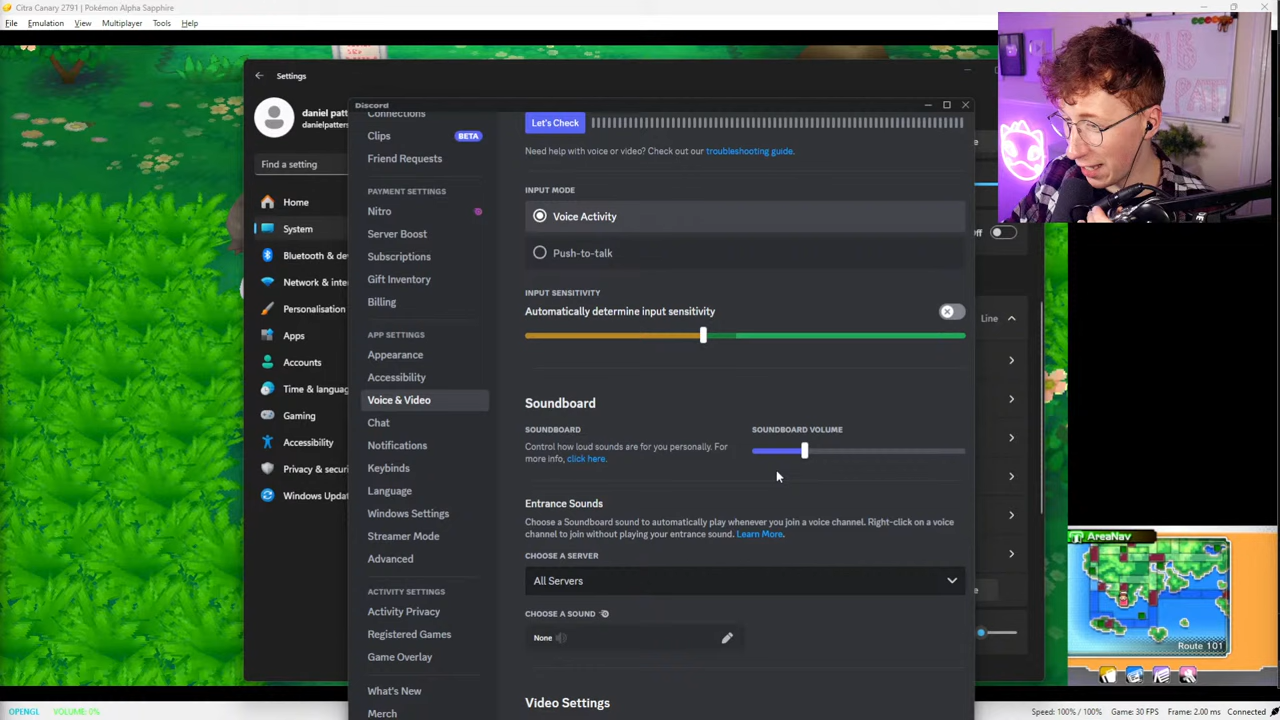 Citra Canary 2791 | Pokémon Alpha Sapphire
File Emulation View Multiplayer Tools Help
Settings
daniel patt
danielpatters
Find a setting
Home
System
Bluetooth & de
Network & inte
Personalisation
Apps
Accounts
Time & languag
Gaming
Accessibility
Privacy & securi
Windows Updat
Discord
Connections
Clips BETA
Friend Requests
PAYMENT SETTINGS
Nitro
Server Boost
Subscriptions
Gift Inventory
Billing
APP SETTINGS
Appearance
Accessibility
Voice & Video
Chat
Notifications
Keybinds
Language
Windows Settings
Streamer Mode
Advanced
ACTIVITY SETTINGS
Activity Privacy
Registered Games
Game Overlay
What's New
Merch
Let's Check
Need help with voice or video? Check out our troubleshooting guide.
INPUT MODE
Voice Activity
Push-to-talk
INPUT SENSITIVITY
Automatically determine input sensitivity
Soundboard
SOUNDBOARD
Control how loud sounds are for you personally. For
more info, click here.
SOUNDBOARD VOLUME
Entrance Sounds
Choose a Soundboard sound to automatically play whenever you join a voice channel. Right-click on a voice
channel to join without playing your entrance sound. Learn More.
CHOOSE A SERVER
All Servers
CHOOSE A SOUND
None
Video Settings
Line
AreaNav
Route 101
OPENGL VOLUME: 0%
Speed: 100% / 100% Game: 30 FPS Frame: 2.00 ms Connected